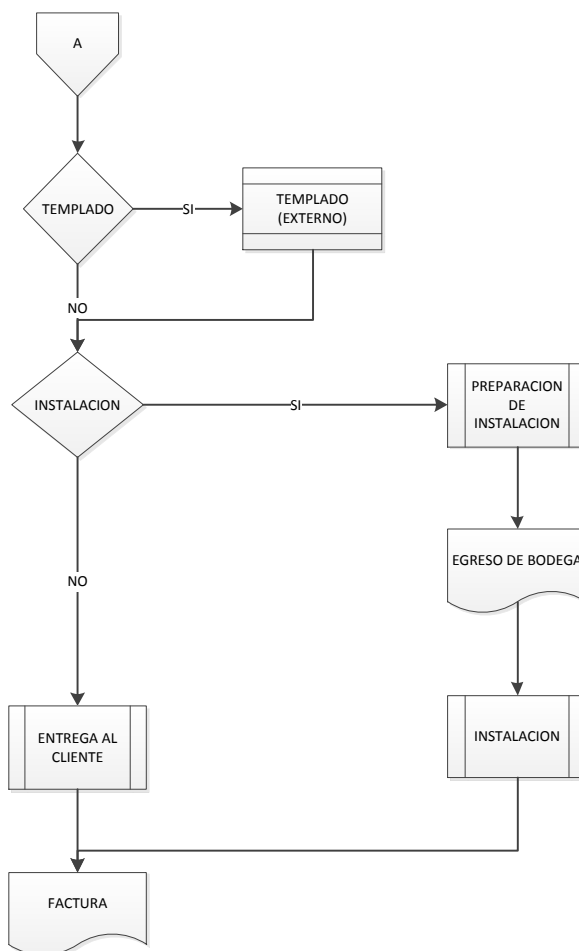 A
TEMPLADO
SI
TEMPLADO
(EXTERNO)
NO
INSTALACION
SI
PREPARACION
DE
INSTALACION
EGRESO DE BODEGA
NO
ENTREGA AL
CLIENTE
INSTALACION
FACTURA